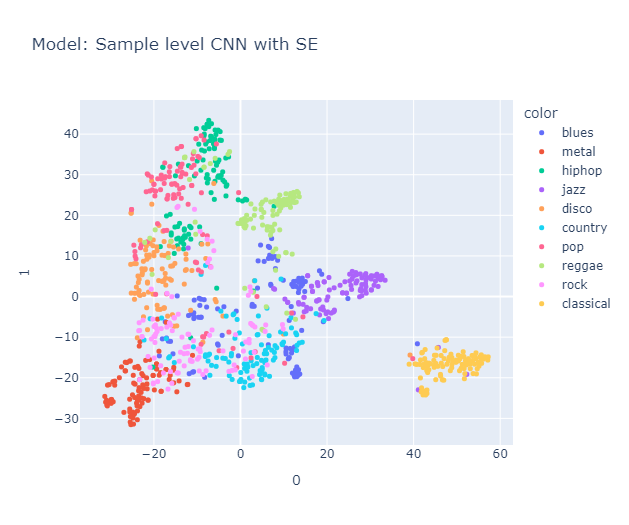 Model: Sample level CNN with SE
color
blues
metal
hiphop
jazz
disco
country
pop
reggae
rock
classical
40
30
20
10
0
−10
−20
−30
1
−20
0
20
40
60
0